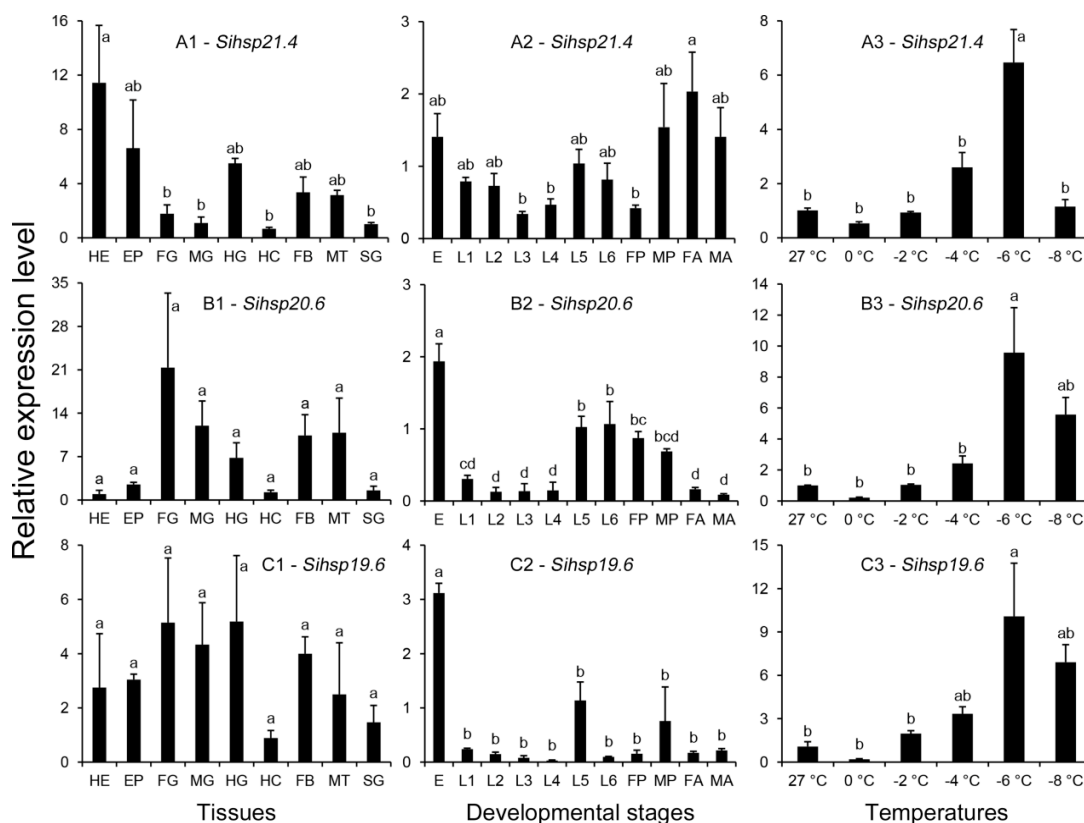 Relative expression level
A1 - Sihsp21.4
16
12
8
4
0
a ab b b ab b ab ab b
HE EP FG MG HG HC FB MT SG
A2 - Sihsp21.4
3
2
1
0
ab ab ab b b ab ab b ab a ab
E L1 L2 L3 L4 L5 L6 FP MP FA MA
A3 - Sihsp21.4
8
6
4
2
0
b b b b a b
27 °C 0 °C -2 °C -4 °C -6 °C -8 °C
B1 - Sihsp20.6
35
28
21
14
7
0
a a a a a a a a a
HE EP FG MG HG HC FB MT SG
B2 - Sihsp20.6
3
2
1
0
a cd d d d b b bc bcd d d
E L1 L2 L3 L4 L5 L6 FP MP FA MA
B3 - Sihsp20.6
14
12
10
8
6
4
2
0
b b b b a ab
27 °C 0 °C -2 °C -4 °C -6 °C -8 °C
C1 - Sihsp19.6
8
6
4
2
0
a a a a a a a a a
HE EP FG MG HG HC FB MT SG
Tissues
C2 - Sihsp19.6
4
3
2
1
0
a b b b b b b b b b b
E L1 L2 L3 L4 L5 L6 FP MP FA MA
Developmental stages
C3 - Sihsp19.6
15
12
9
6
3
0
b b b ab a ab
27 °C 0 °C -2 °C -4 °C -6 °C -8 °C
Temperatures